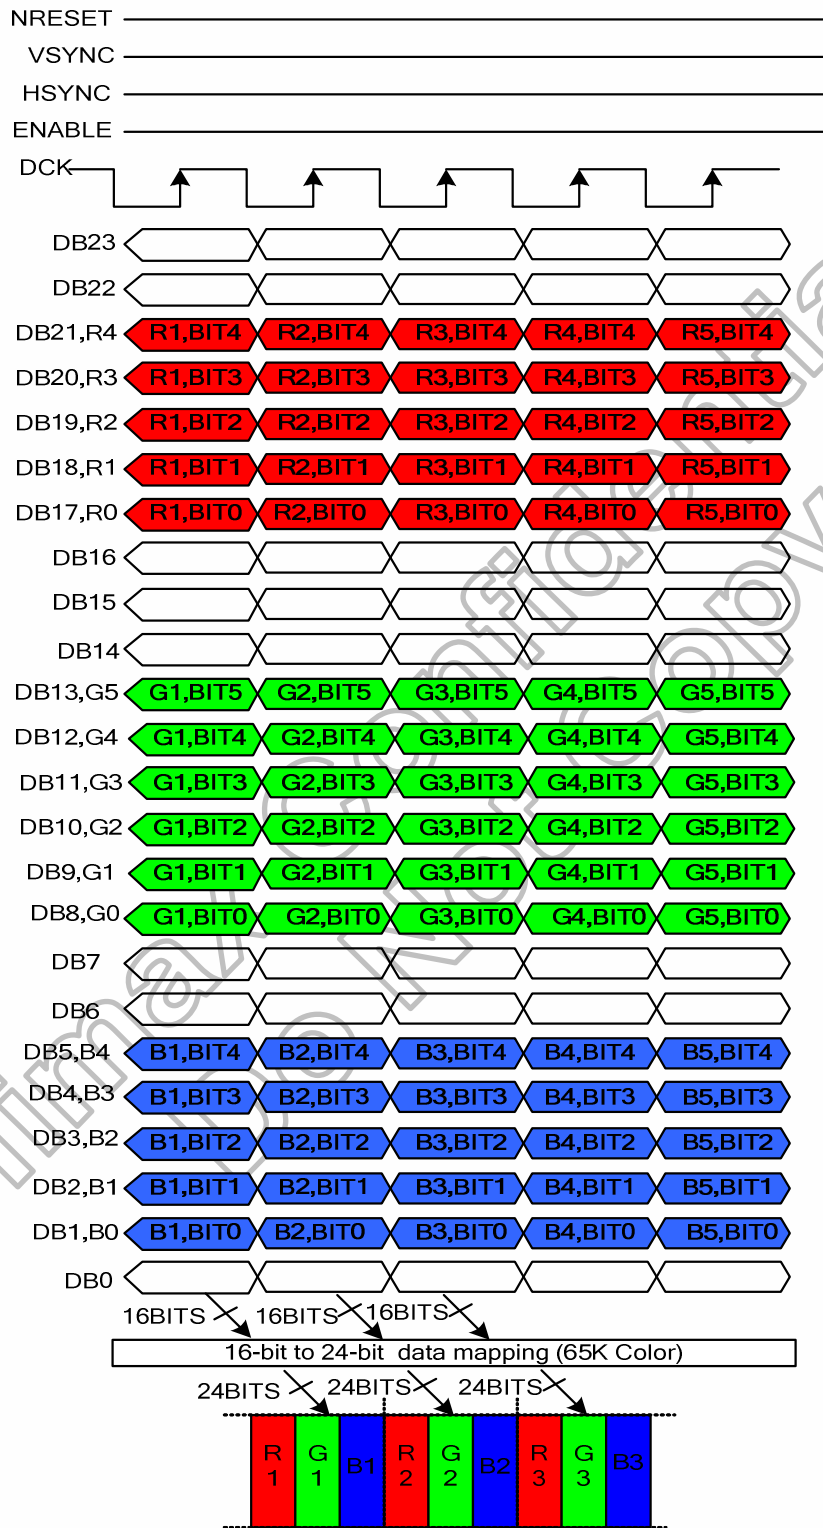 NRESET
VSYNC
HSYNC
ENABLE
DCK
DB23
DB22
DB21,R4 R1,BIT4 R2,BIT4 R3,BIT4 R4,BIT4 R5,BIT4
DB20,R3 R1,BIT3 R2,BIT3 R3,BIT3 R4,BIT3 R5,BIT3
DB19,R2 R1,BIT2 R2,BIT2 R3,BIT2 R4,BIT2 R5,BIT2
DB18,R1 R1,BIT1 R2,BIT1 R3,BIT1 R4,BIT1 R5,BIT1
DB17,R0 R1,BIT0 R2,BIT0 R3,BIT0 R4,BIT0 R5,BIT0
DB16
DB15
DB14
DB13,G5 G1,BIT5 G2,BIT5 G3,BIT5 G4,BIT5 G5,BIT5
DB12,G4 G1,BIT4 G2,BIT4 G3,BIT4 G4,BIT4 G5,BIT4
DB11,G3 G1,BIT3 G2,BIT3 G3,BIT3 G4,BIT3 G5,BIT3
DB10,G2 G1,BIT2 G2,BIT2 G3,BIT2 G4,BIT2 G5,BIT2
DB9,G1 G1,BIT1 G2,BIT1 G3,BIT1 G4,BIT1 G5,BIT1
DB8,G0 G1,BIT0 G2,BIT0 G3,BIT0 G4,BIT0 G5,BIT0
DB7
DB6
DB5,B4 B1,BIT4 B2,BIT4 B3,BIT4 B4,BIT4 B5,BIT4
DB4,B3 B1,BIT3 B2,BIT3 B3,BIT3 B4,BIT3 B5,BIT3
DB3,B2 B1,BIT2 B2,BIT2 B3,BIT2 B4,BIT2 B5,BIT2
DB2,B1 B1,BIT1 B2,BIT1 B3,BIT1 B4,BIT1 B5,BIT1
DB1,B0 B1,BIT0 B2,BIT0 B3,BIT0 B4,BIT0 B5,BIT0
DB0
16BITS 16BITS 16BITS
16-bit to 24-bit data mapping (65K Color)
24BITS 24BITS 24BITS
R1 G1 B1 R2 G2 B2 R3 G3 B3
imax Confidentia
Do Not Copy